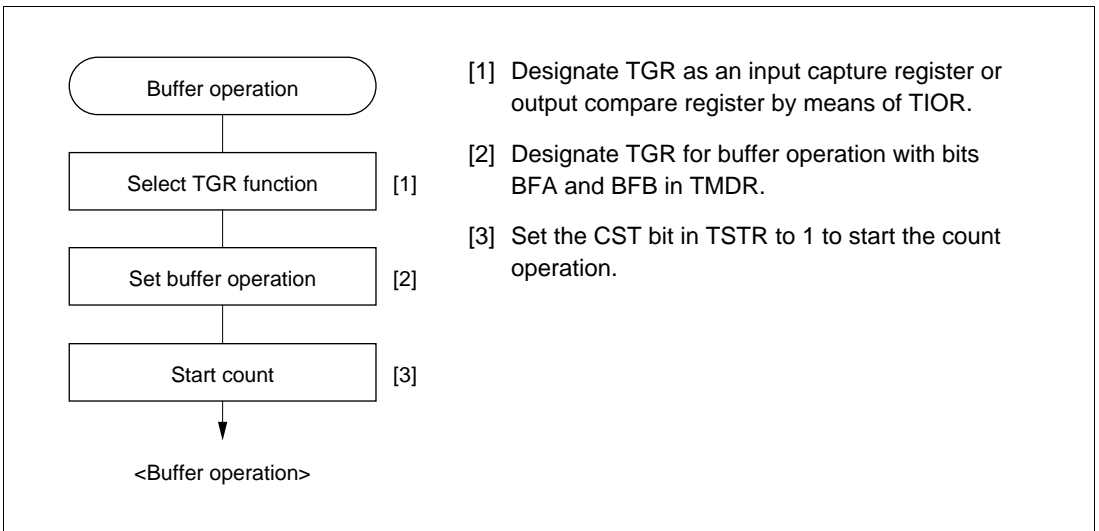 Buffer operation
Select TGR function
[1]
Set buffer operation
[2]
Start count
[3]
<Buffer operation>
[1] Designate TGR as an input capture register or
output compare register by means of TIOR.
[2] Designate TGR for buffer operation with bits
BFA and BFB in TMDR.
[3] Set the CST bit in TSTR to 1 to start the count
operation.